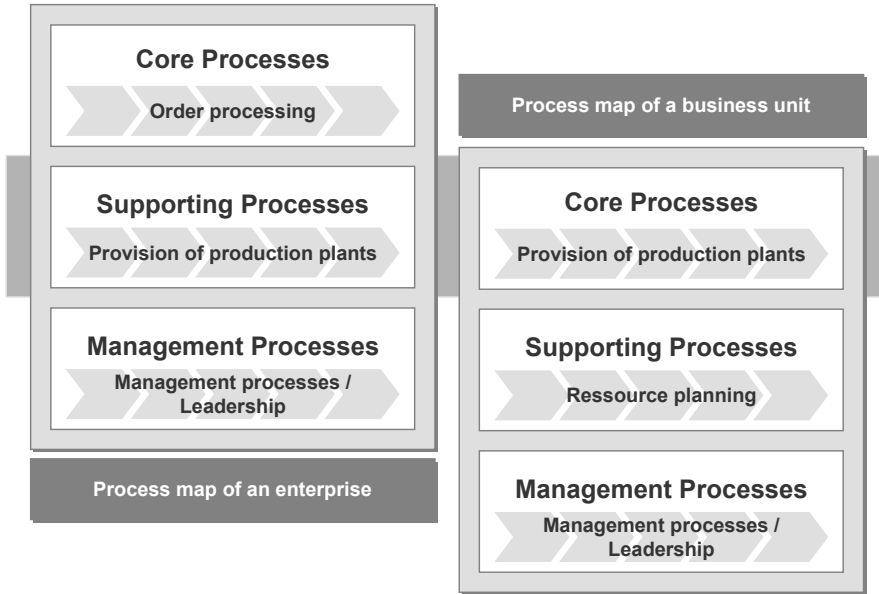 Core Processes
Order processing
Supporting Processes
Provision of production plants
Management Processes
Management processes /
Leadership
Process map of an enterprise
Process map of a business unit
Core Processes
Provision of production plants
Supporting Processes
Ressource planning
Management Processes
Management processes /
Leadership